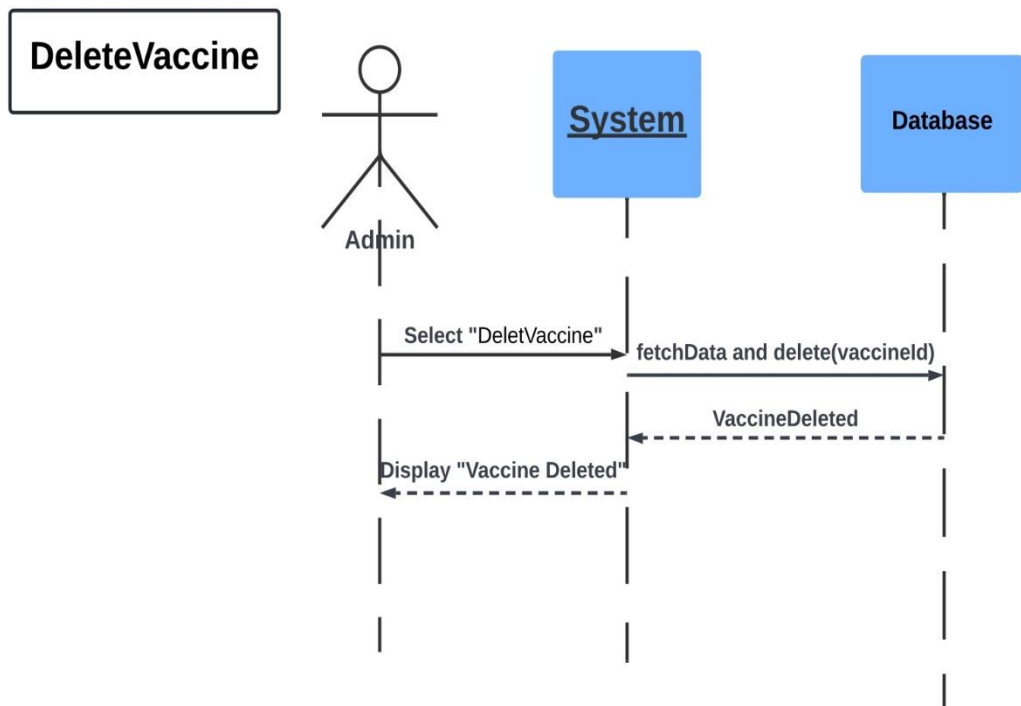 DeleteVaccine
System
Database
Admin
Select "DeletVaccine"
fetchData and delete(vaccineId)
VaccineDeleted
Display "Vaccine Deleted"